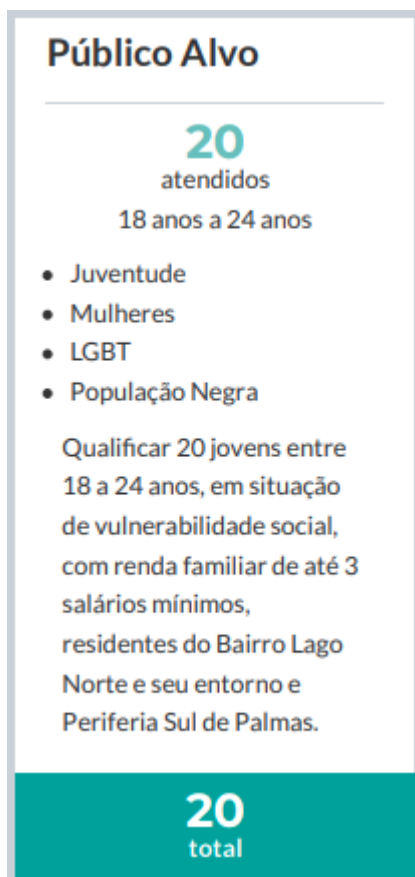 Público Alvo
20
atendidos
18 anos a 24 anos
• Juventude
• Mulheres
• LGBT
• População Negra
Qualificar 20 jovens entre
18 a 24 anos, em situação
de vulnerabilidade social,
com renda familiar de até 3
salários mínimos,
residentes do Bairro Lago
Norte e seu entorno e
Periferia Sul de Palmas.
20
total